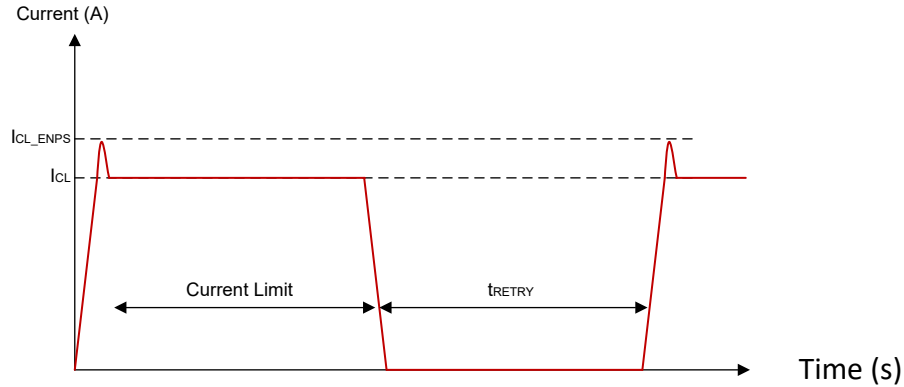 Current (A)
ICL_ENPS
ICL
Current Limit
tRETRY
Time (s)